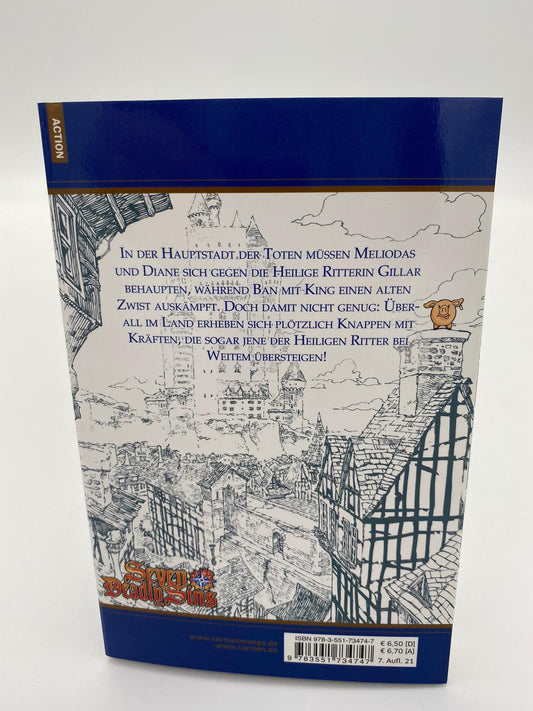 ACTION
IN DER HAUPTSTADT DER TOTEN MÜSSEN MELIODAS
UND DIANE SICH GEGEN DIE HEILIGE RITTERIN GILLAR
BEHAUPTEN, WÄHREND BAN MIT KING EINEN ALTEN
ZWIST AUSKÄMPFT. DOCH DAMIT NICHT GENUG: ÜBER-
ALL IM LAND ERHEBEN SICH PLÖTZLICH KNAPPEN MIT
KRÄFTEN, DIE SOGAR JENE DER HEILIGEN RITTER BEI
WEITEM ÜBERSTEIGEN!
Seven
Deadly Sins
www.carlsenmanga.de
www.carlsen.de
ISBN 978-3-551-73474-7
€ 6,50 [D]
€ 6,70 [A]
9 783551 734747
7. Aufl. 21